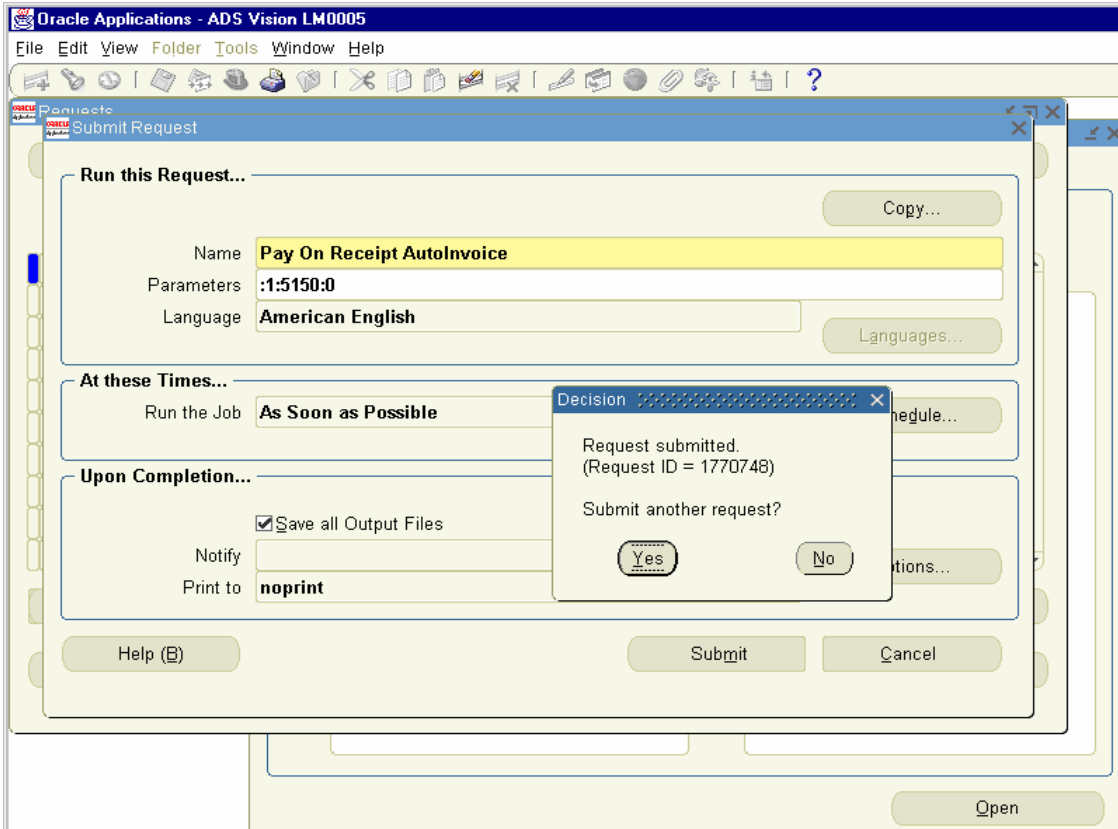 Oracle Applications - ADS Vision LM0005
File Edit View Folder Tools Window Help
Requests
Submit Request
Run this Request...
Copy...
Name Pay On Receipt AutoInvoice
Parameters :1:5150:0
Language American English
Languages...
At these Times...
Run the Job As Soon as Possible
hedule...
Decision
Request submitted.
(Request ID = 1770748)
Submit another request?
Yes No
Upon Completion...
Save all Output Files
Notify
tions...
Print to noprint
Help (B) Submit Cancel
Open